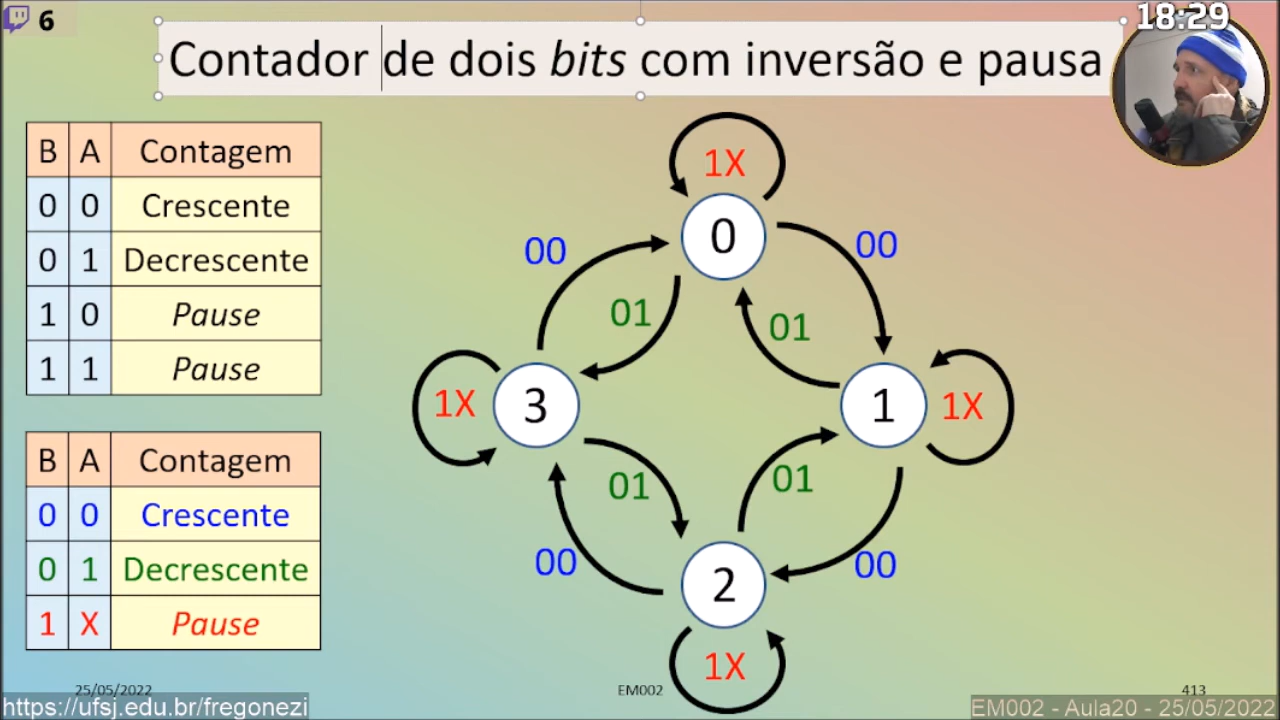 6
18:29
Contador de dois bits com inversão e pausa
B A Contagem
0 0 Crescente
0 1 Decrescente
1 0 Pause
1 1 Pause
B A Contagem
0 0 Crescente
0 1 Decrescente
1 X Pause
1X
0
00
00
01
01
3
1X
1
1X
01
01
00
00
2
1X
25/05/2022
EM002
413
https://ufsj.edu.br/fregonezi
EM002 - Aula20 - 25/05/2022